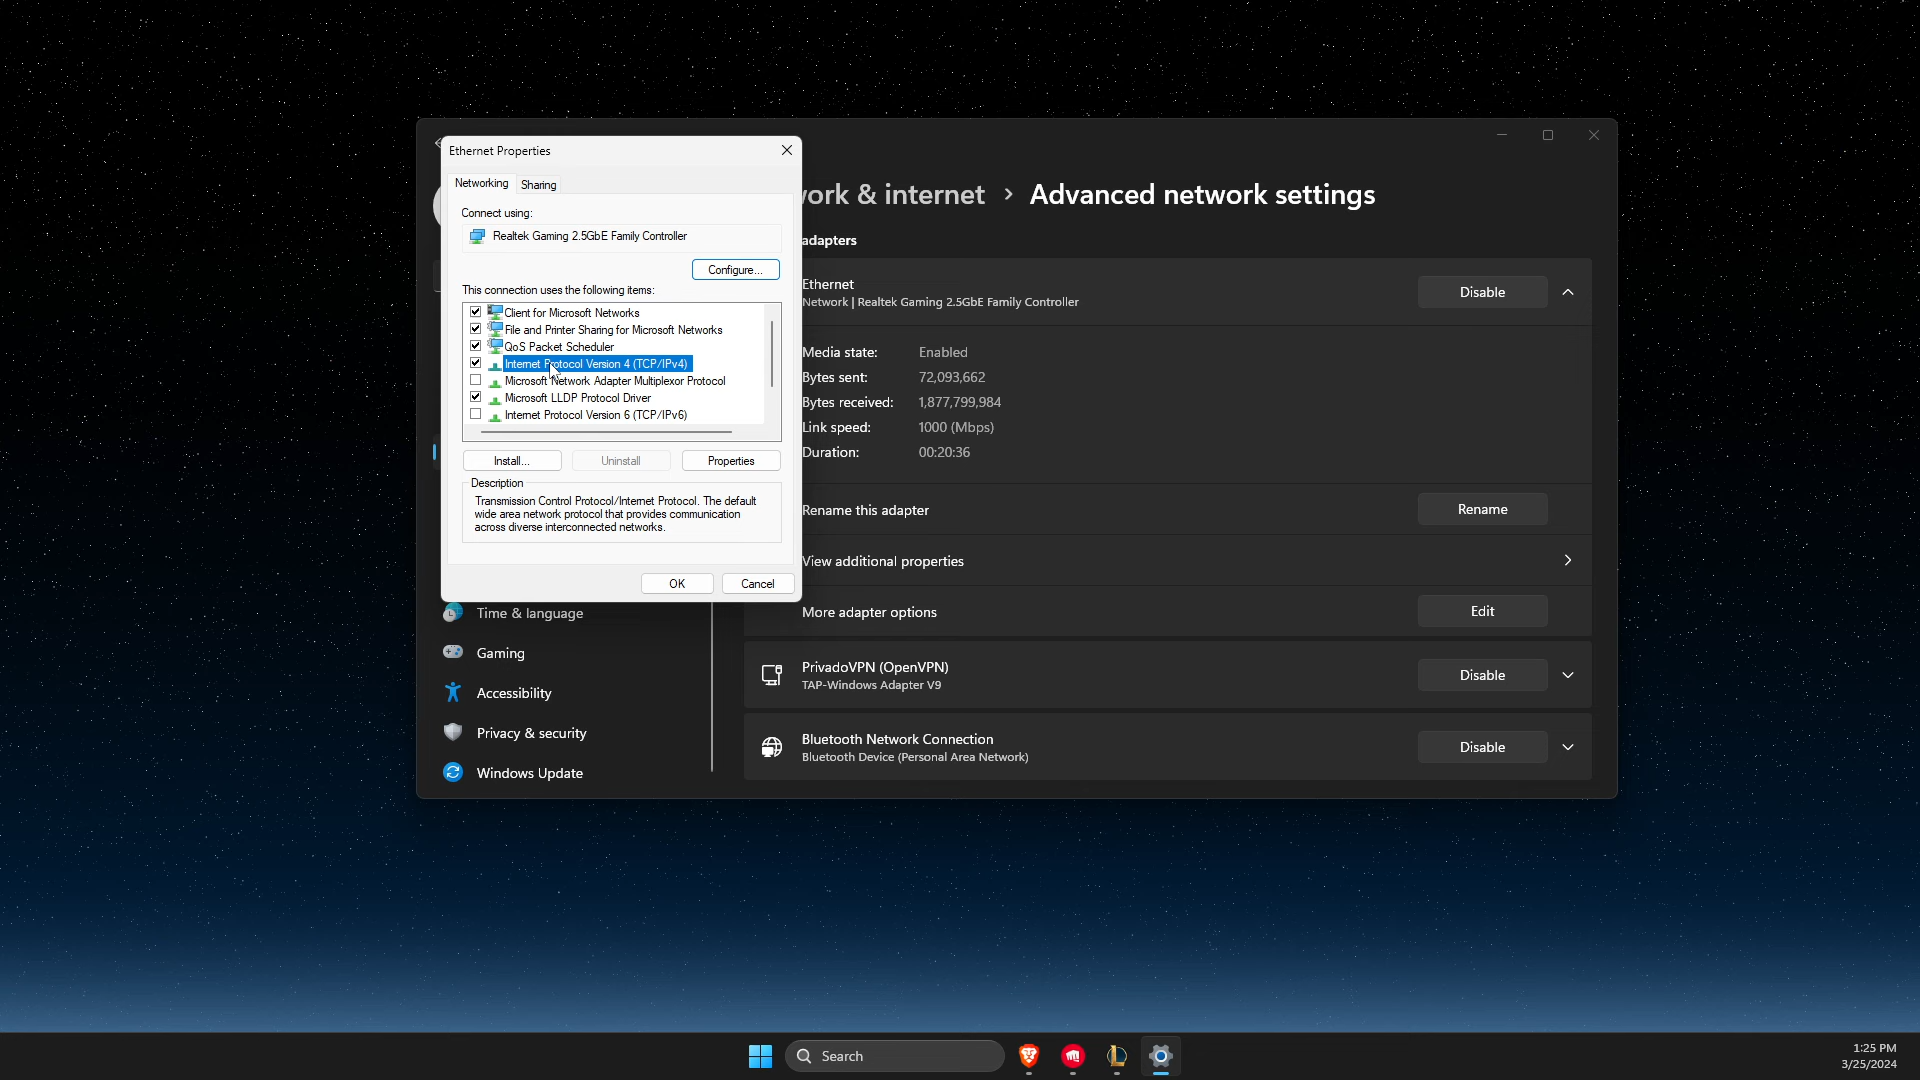 Ethernet Properties
Networking
Sharing
Connect using:
Realtek Gaming 2.5GbE Family Controller
Configure...
This connection uses the following items:
Client for Microsoft Networks
File and Printer Sharing for Microsoft Networks
QoS Packet Scheduler
Internet Protocol Version 4 (TCP/IPv4)
Microsoft Network Adapter Multiplexor Protocol
Microsoft LLDP Protocol Driver
Internet Protocol Version 6 (TCP/IPv6)
Install...
Uninstall
Properties
Description
Transmission Control Protocol/Internet Protocol. The default
wide area network protocol that provides communication
across diverse interconnected networks.
OK
Cancel
Time & language
Gaming
Accessibility
Privacy & security
Windows Update
work & internet > Advanced network settings
adapters
Ethernet
Network | Realtek Gaming 2.5GbE Family Controller
Disable
Media state: Enabled
Bytes sent: 72,093,662
Bytes received: 1,877,799,984
Link speed: 1000 (Mbps)
Duration: 00:20:36
Rename this adapter
Rename
View additional properties
More adapter options
Edit
PrivadoVPN (OpenVPN)
TAP-Windows Adapter V9
Disable
Bluetooth Network Connection
Bluetooth Device (Personal Area Network)
Disable
Search
1:25 PM
3/25/2024